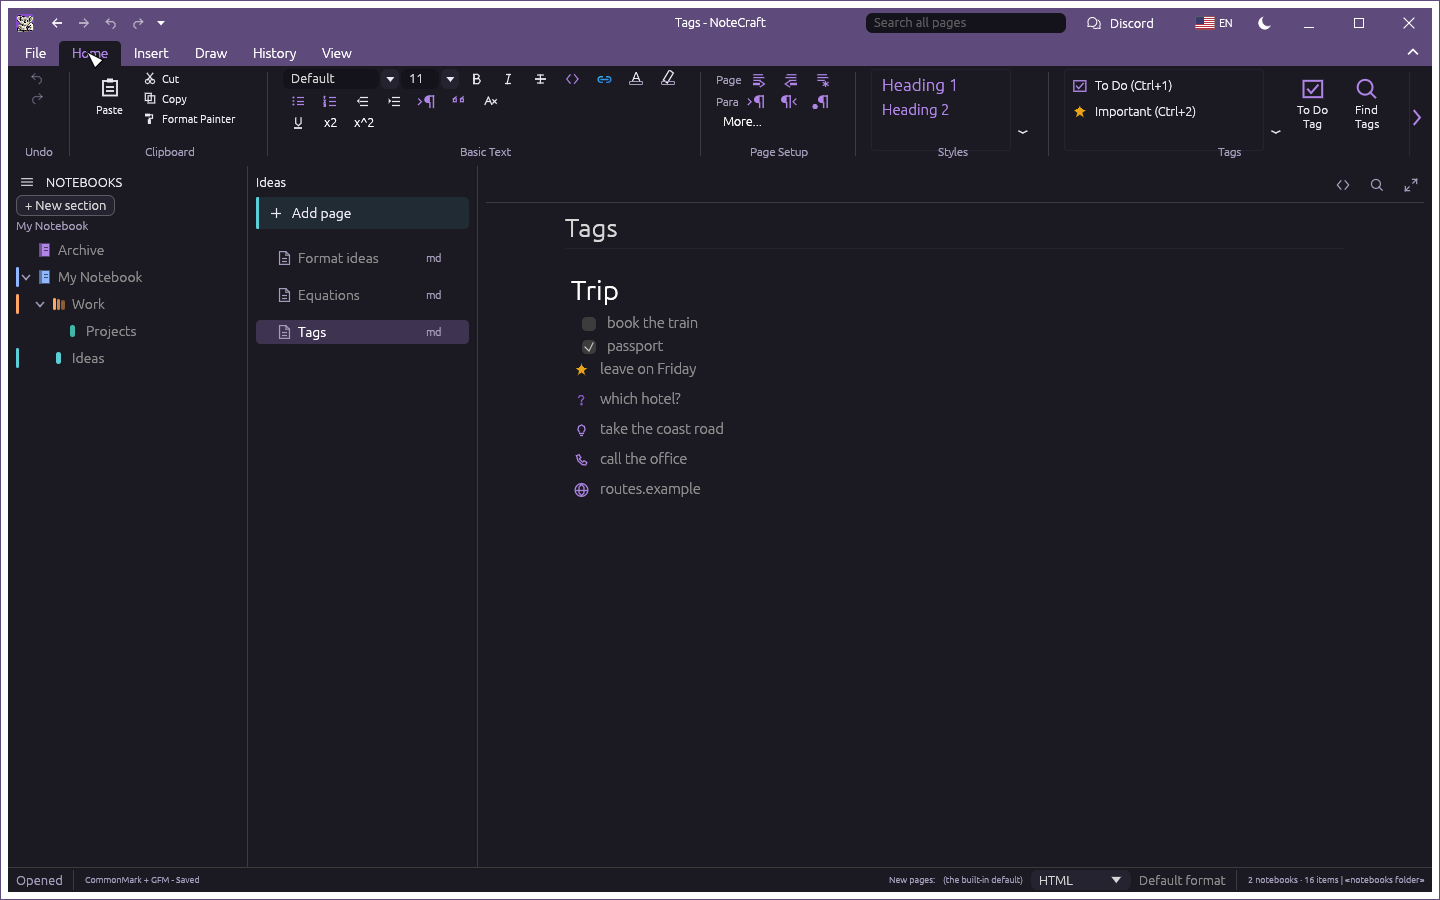 Tags - NoteCraft
Search all pages
Discord
EN
File Home Insert Draw History View
Paste
Cut
Copy
Format Painter
Default 11
U x2 x^2
Page
Para
More...
Heading 1
Heading 2
To Do (Ctrl+1)
Important (Ctrl+2)
To Do
Tag
Find
Tags
Undo Clipboard Basic Text Page Setup Styles Tags
NOTEBOOKS
+ New section
My Notebook
Archive
My Notebook
Work
Projects
Ideas
Ideas
+ Add page
Format ideas md
Equations md
Tags md
Tags
Trip
book the train
passport
leave on Friday
? which hotel?
take the coast road
call the office
routes.example
Opened CommonMark + GFM - Saved New pages: (the built-in default) HTML Default format 2 notebooks - 16 items | «notebooks folder»